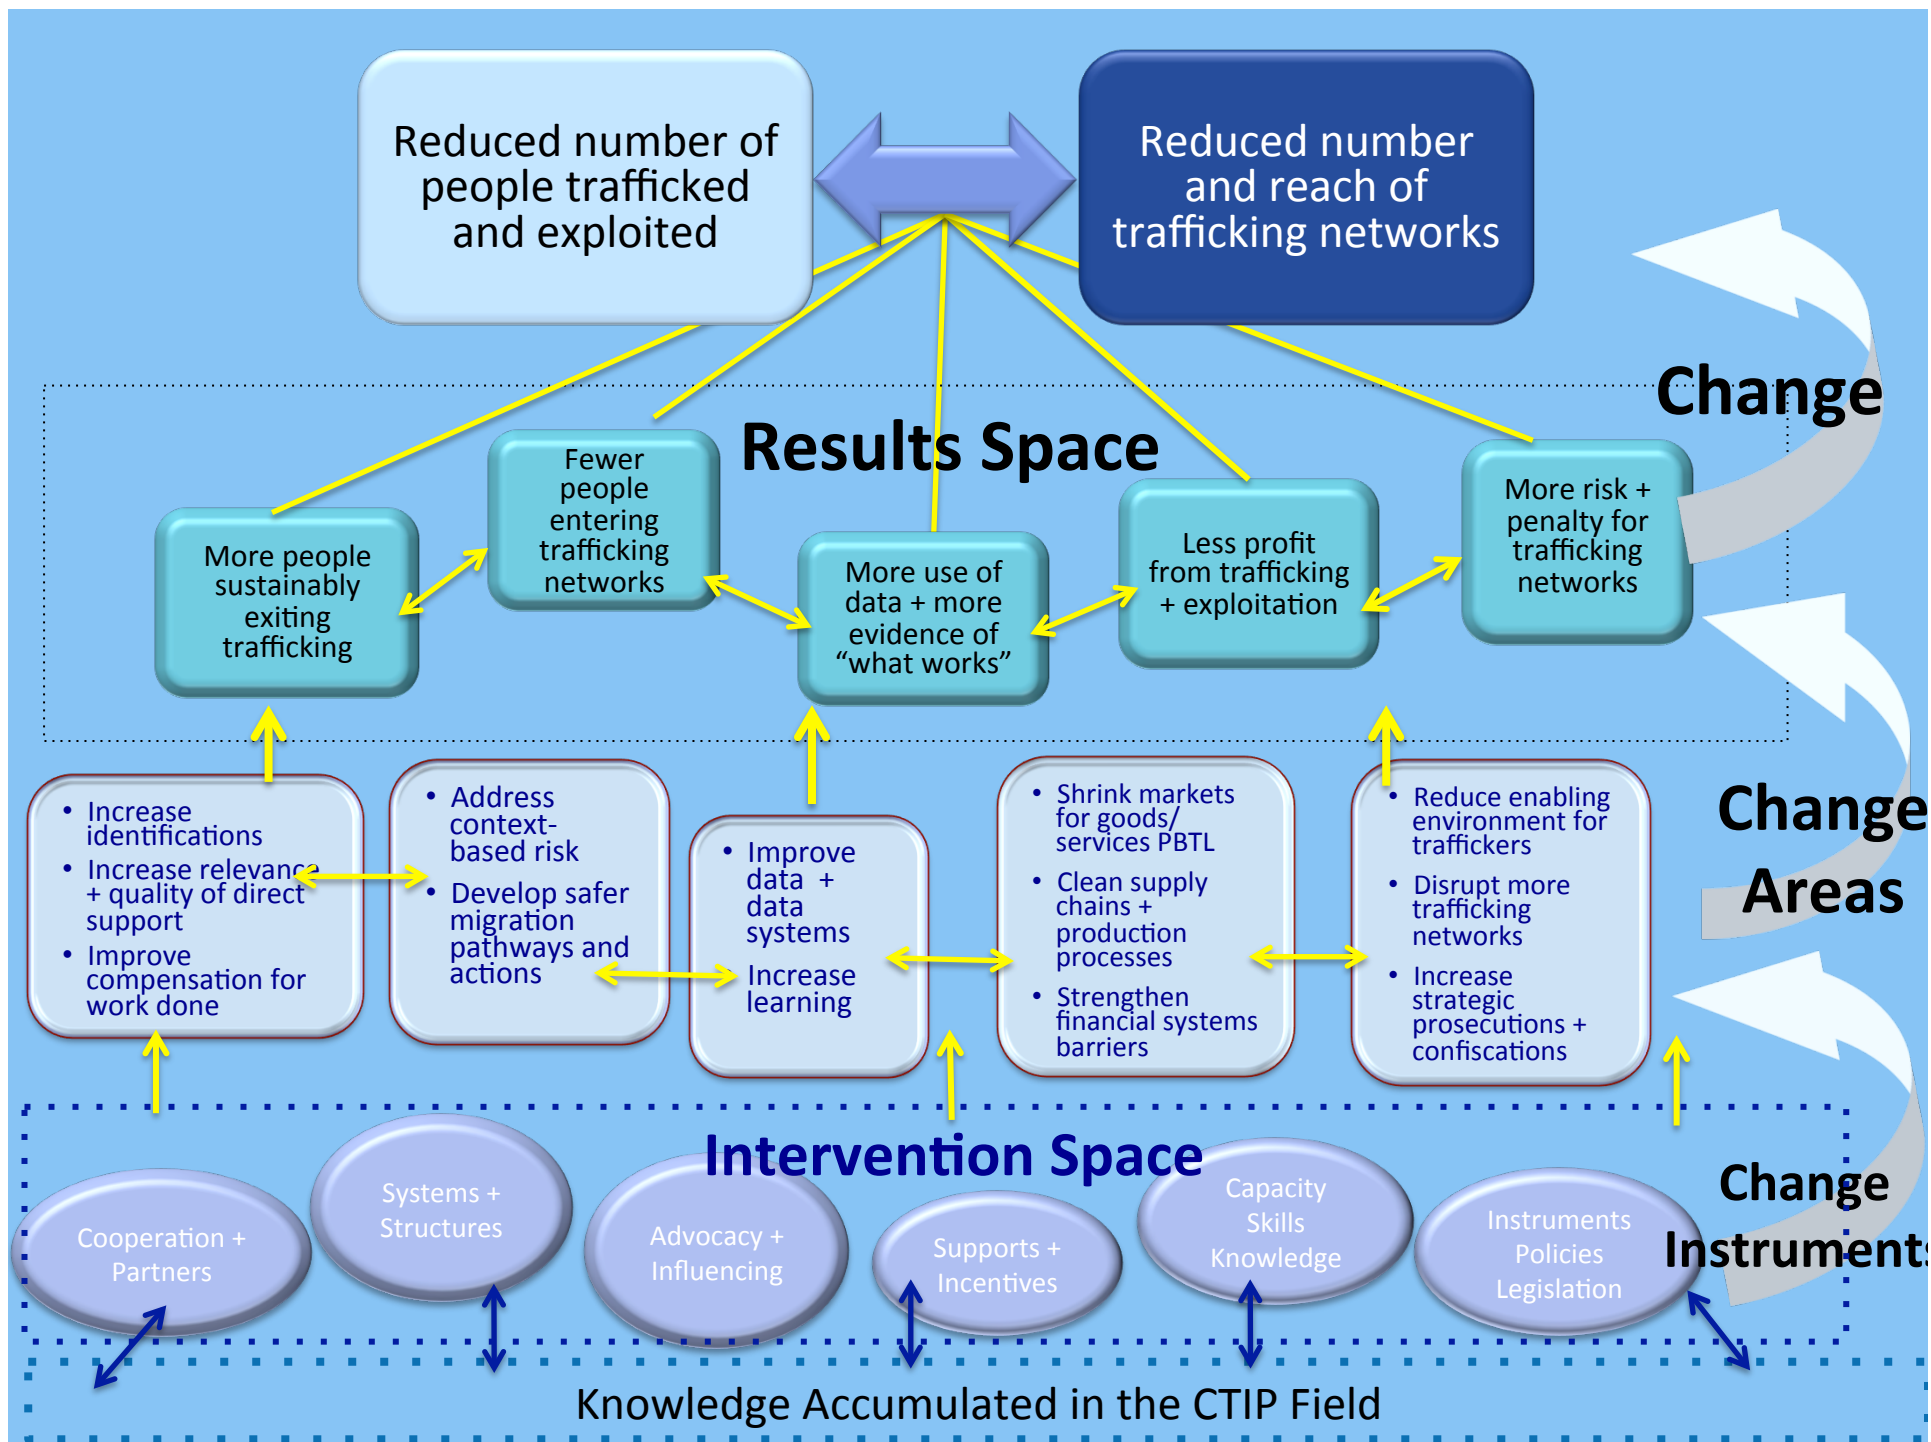 Reduced number of
people trafficked
and exploited
Reduced number
and reach of
trafficking networks
Change
Results Space
More people
sustainably
exiting
trafficking
Fewer
people
entering
trafficking
networks
More use of
data + more
evidence of
“what works”
Less profit
from trafficking
+ exploitation
More risk +
penalty for
trafficking
networks
Change
Areas
• Increase
identifications
• Increase relevance
+ quality of direct
support
• Improve
compensation for
work done
• Address
context-
based risk
• Develop safer
migration
pathways and
actions
• Improve
data +
data
systems
• Increase
learning
• Shrink markets
for goods/
services PBTL
• Clean supply
chains +
production
processes
• Strengthen
financial systems
barriers
• Reduce enabling
environment for
traffickers
• Disrupt more
trafficking
networks
• Increase
strategic
prosecutions +
confiscations
Intervention Space
Change
Instruments
Cooperation +
Partners
Systems +
Structures
Advocacy +
Influencing
Supports +
Incentives
Capacity
Skills
Knowledge
Instruments
Policies
Legislation
Knowledge Accumulated in the CTIP Field